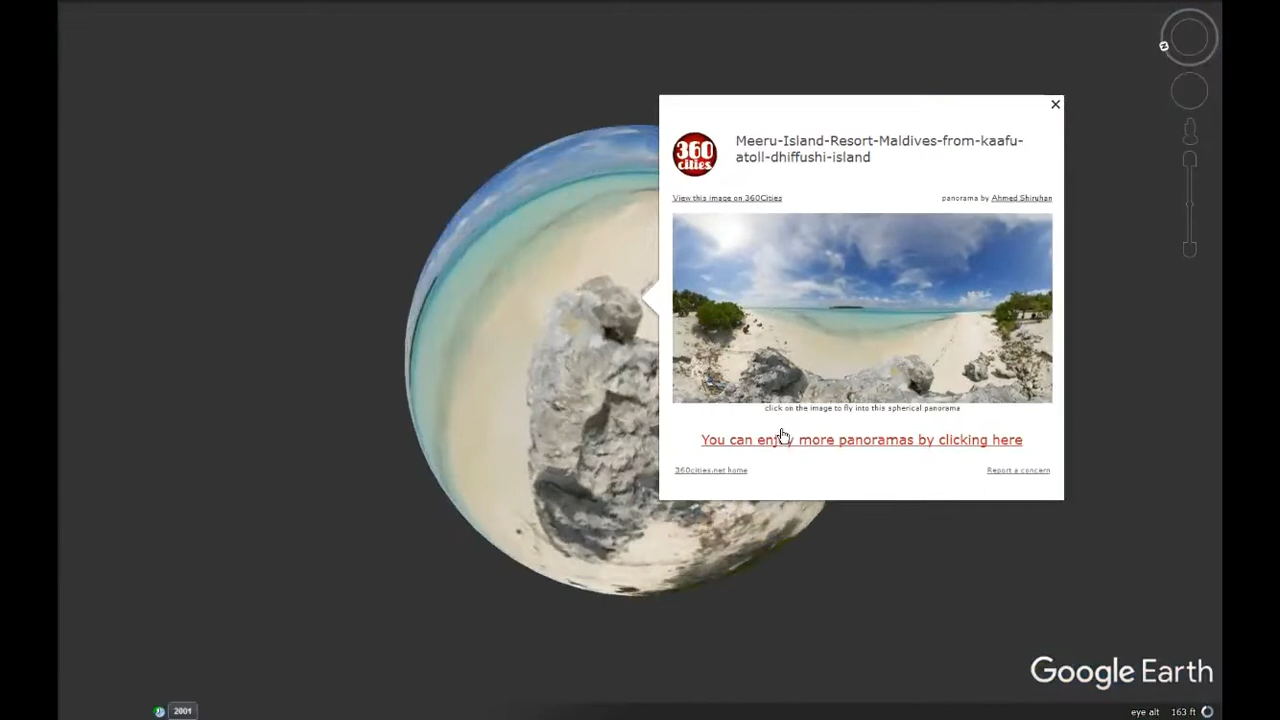 360
cities
Meeru-Island-Resort-Maldives-from-kaafu-
atoll-dhiffushi-island
View this image on 360Cities
panorama by Ahmed Shiruhan
click on the image to fly into this spherical panorama
You can enjoy more panoramas by clicking here
360cities.net home
Report a concern
Google Earth
2001
eye alt 163 ft